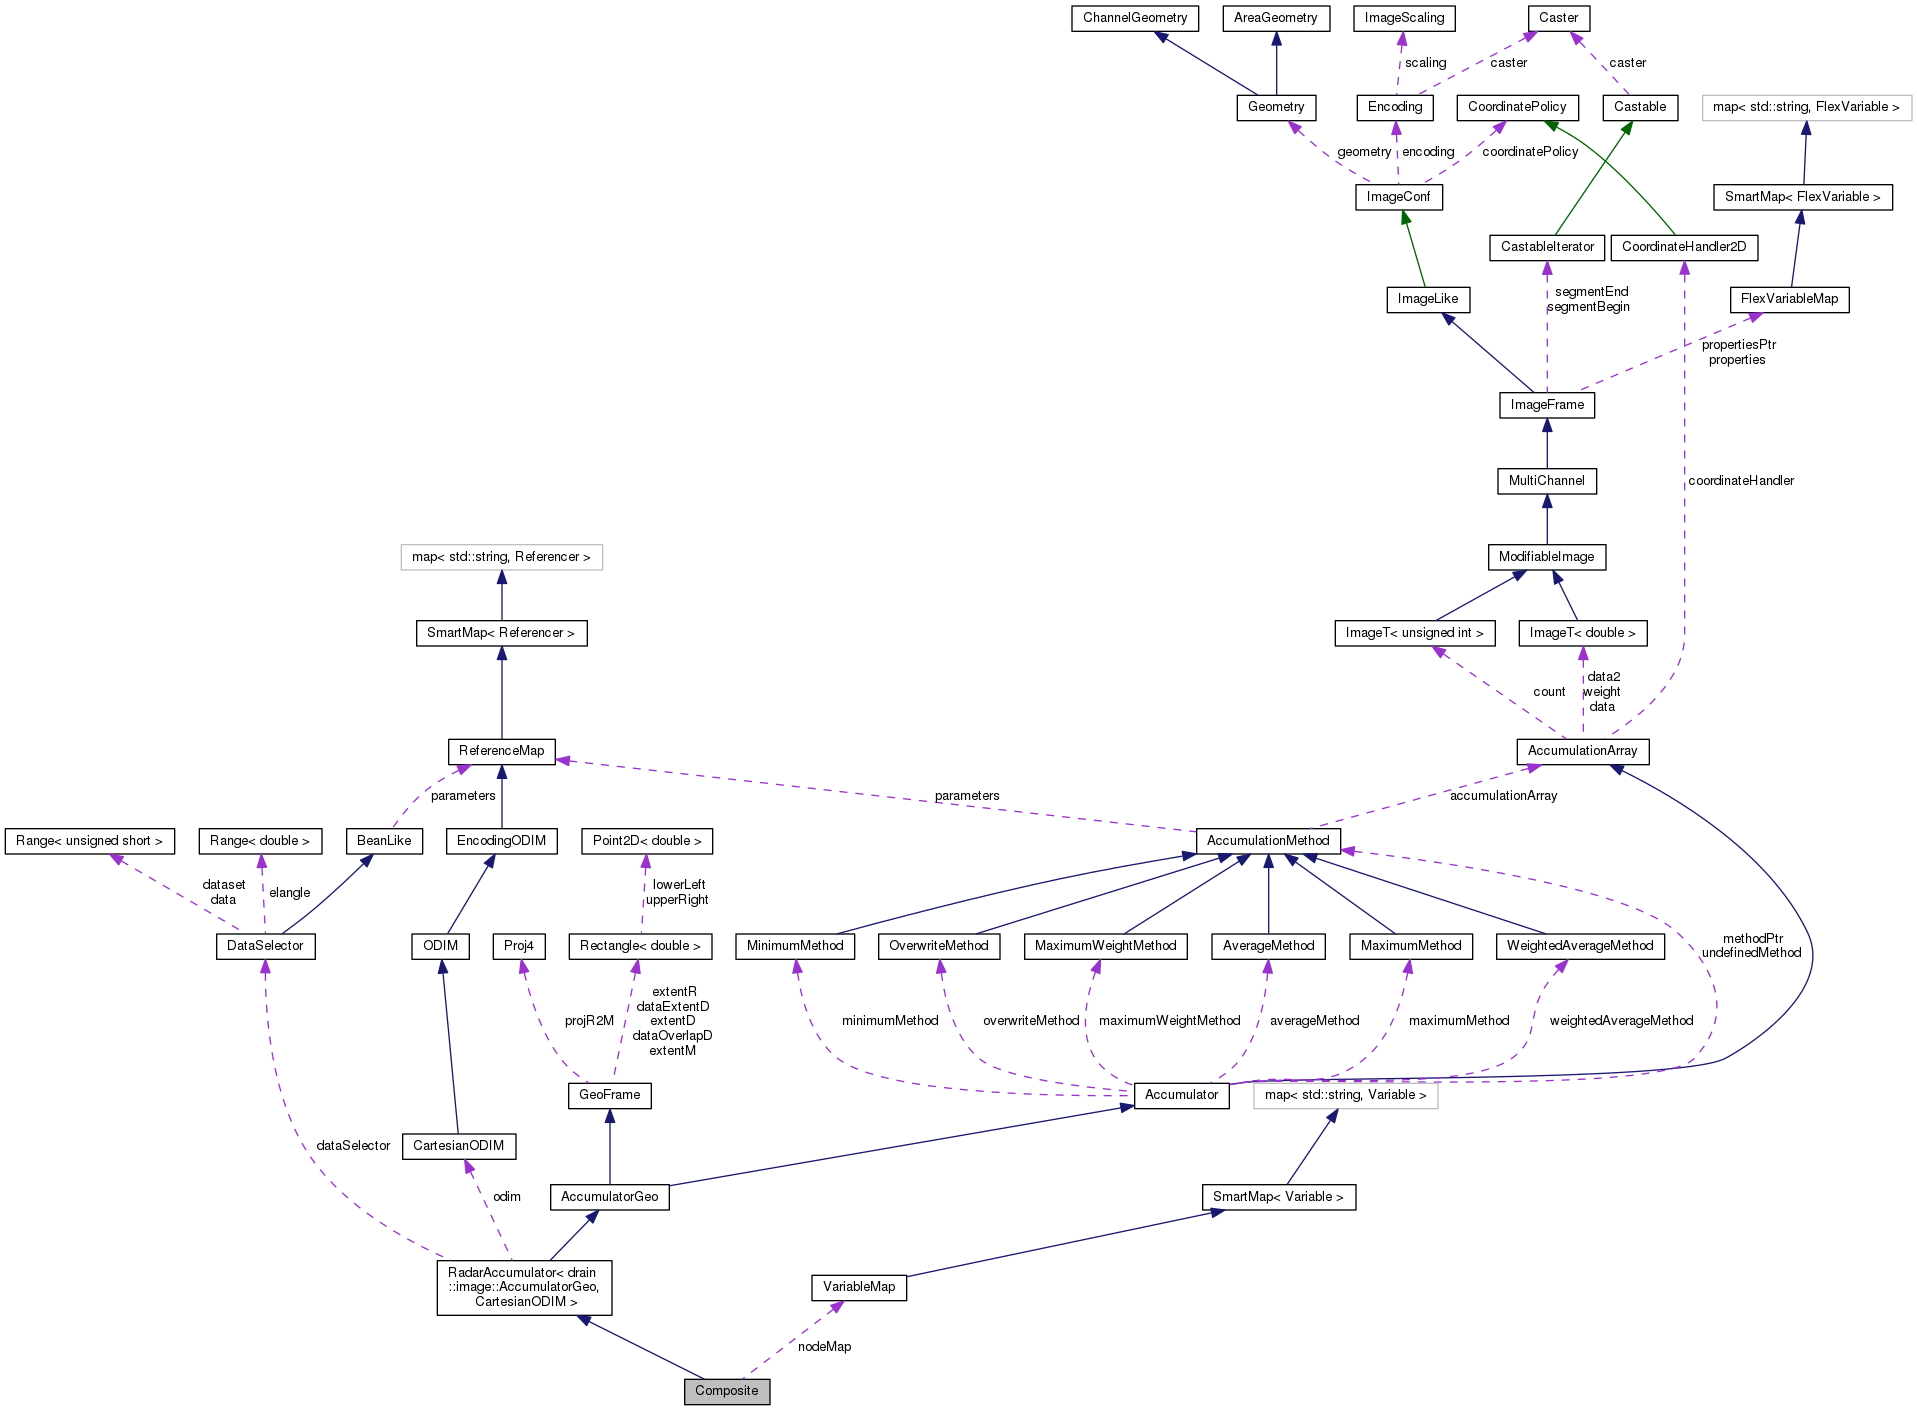 ChannelGeometry
AreaGeometry
ImageScaling
Caster
scaling
caster
caster
Geometry
Encoding
CoordinatePolicy
Castable
map< std::string, FlexVariable >
geometry
encoding
coordinatePolicy
ImageConf
SmartMap< FlexVariable >
CastableIterator
CoordinateHandler2D
segmentEnd
segmentBegin
ImageLike
FlexVariableMap
propertiesPtr
properties
ImageFrame
MultiChannel
coordinateHandler
map< std::string, Referencer >
ModifiableImage
SmartMap< Referencer >
ImageT< unsigned int >
ImageT< double >
count
data2
weight
data
ReferenceMap
AccumulationArray
parameters
parameters
accumulationArray
Range< unsigned short >
Range< double >
BeanLike
EncodingODIM
Point2D< double >
AccumulationMethod
dataset
data
elangle
lowerLeft
upperRight
DataSelector
ODIM
Proj4
Rectangle< double >
MinimumMethod
OverwriteMethod
MaximumWeightMethod
AverageMethod
MaximumMethod
WeightedAverageMethod
methodPtr
undefinedMethod
projR2M
extentR
dataExtentD
extentD
dataOverlapD
extentM
minimumMethod
overwriteMethod
maximumWeightMethod
averageMethod
maximumMethod
weightedAverageMethod
GeoFrame
Accumulator
map< std::string, Variable >
dataSelector
CartesianODIM
odim
AccumulatorGeo
SmartMap< Variable >
RadarAccumulator< drain
::image::AccumulatorGeo,
CartesianODIM >
VariableMap
nodeMap
Composite